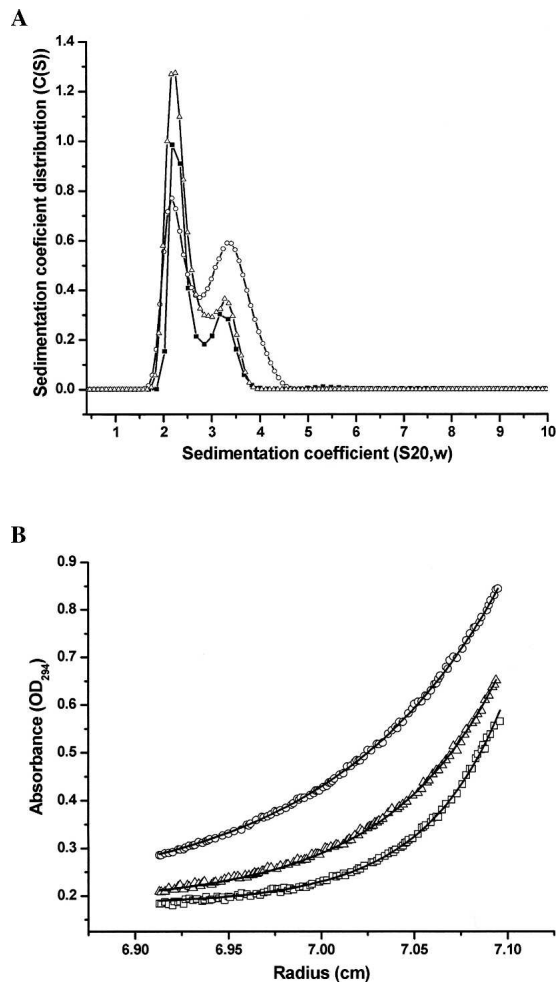 A
Sedimentation coeficient distribution (C(S))
1.4
1.2
1.0
0.8
0.6
0.4
0.2
0.0
1 2 3 4 5 6 7 8 9 10
Sedimentation coefficient (S20,w)
B
Absorbance (OD294)
0.9
0.8
0.7
0.6
0.5
0.4
0.3
0.2
6.90 6.95 7.00 7.05 7.10
Radius (cm)